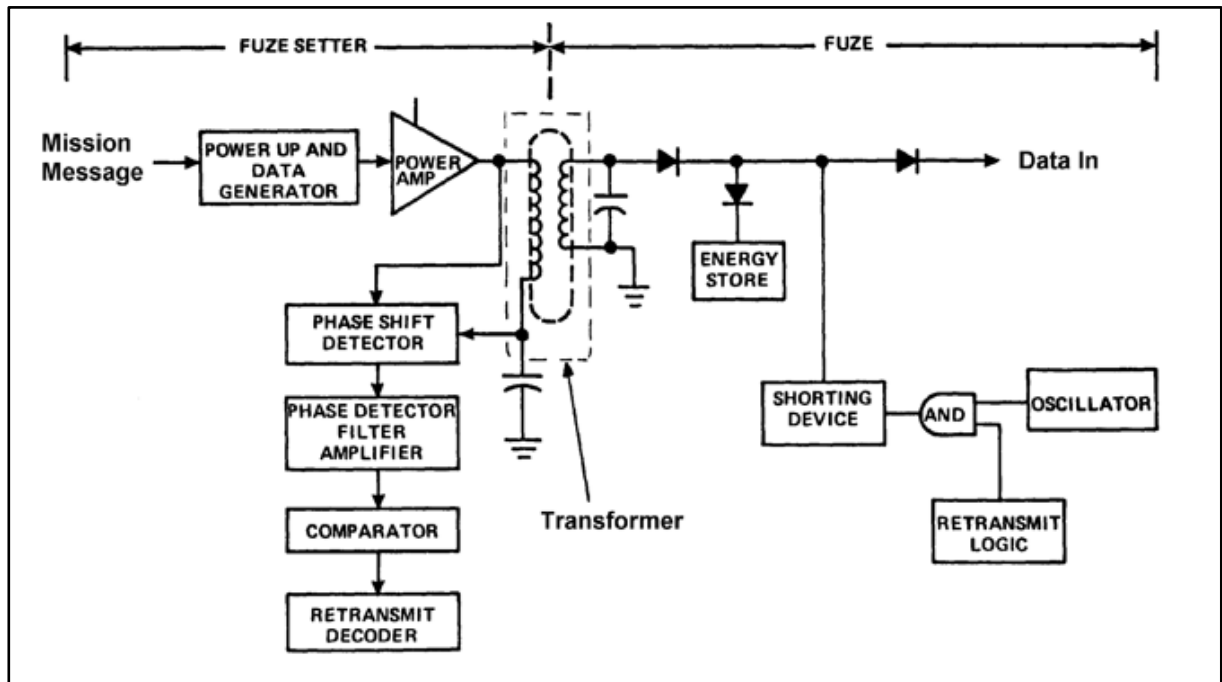 FUZE SETTER
FUZE
Mission
Message
POWER UP AND
DATA
GENERATOR
POWER
AMP
Data In
ENERGY
STORE
PHASE SHIFT
DETECTOR
SHORTING
DEVICE
AND
OSCILLATOR
PHASE DETECTOR
FILTER
AMPLIFIER
Transformer
RETRANSMIT
LOGIC
COMPARATOR
RETRANSMIT
DECODER